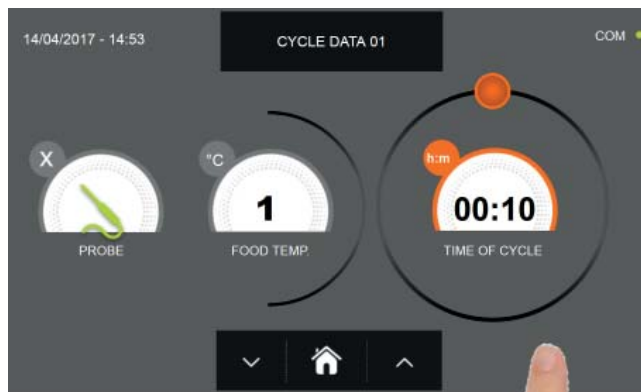 14/04/2017 - 14:53
CYCLE DATA 01
COM
X
PROBE
°C
1
FOOD TEMP.
h:m
00:10
TIME OF CYCLE